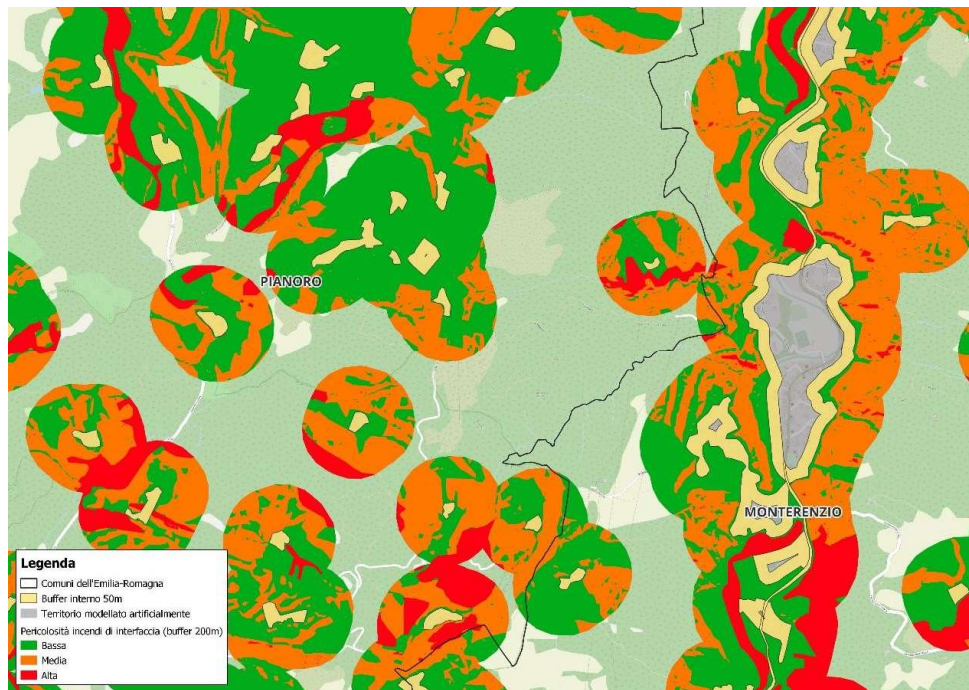 PIANORO
MONTERENZIO
Legenda
Comuni dell'Emilia-Romagna
Buffer interno 50m
Territorio modellato artificialmente
Pericolosità incendi di interfaccia (buffer 200m)
Bassa
Media
Alta